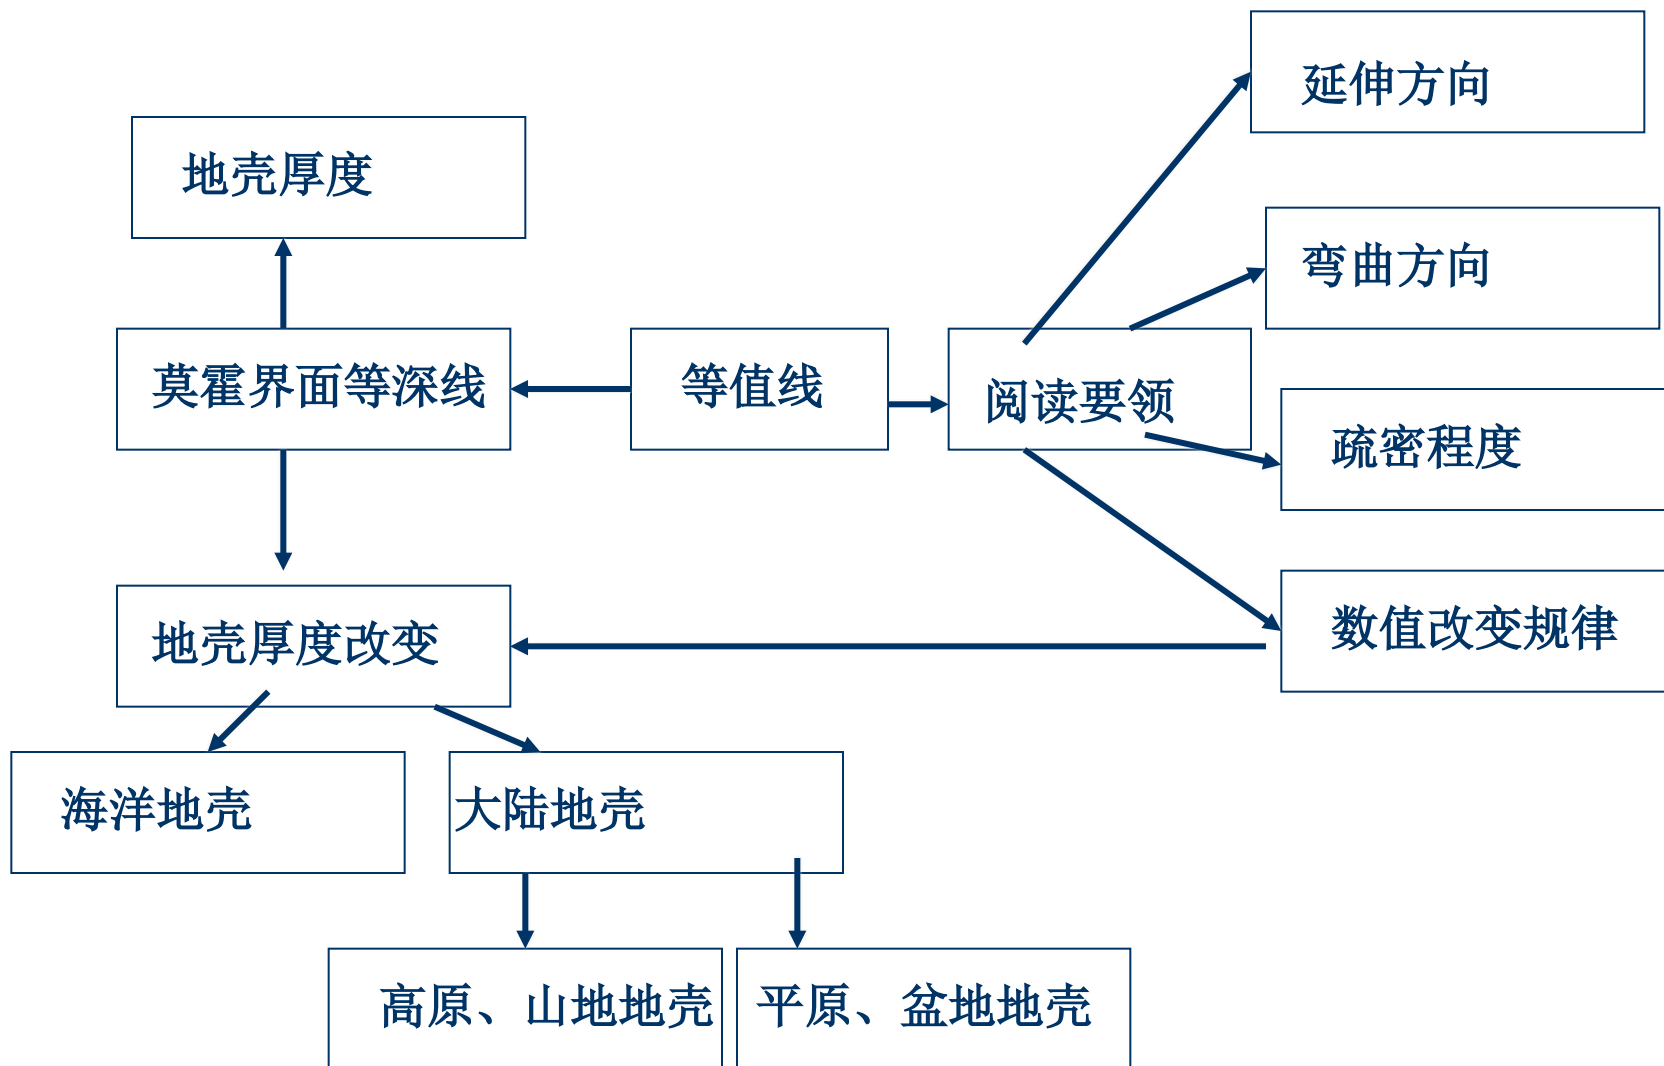 延伸方向
地壳厚度
弯曲方向
莫霍界面等深线
等值线
阅读要领
疏密程度
地壳厚度改变
数值改变规律
海洋地壳
大陆地壳
高原、山地地壳
平原、盆地地壳